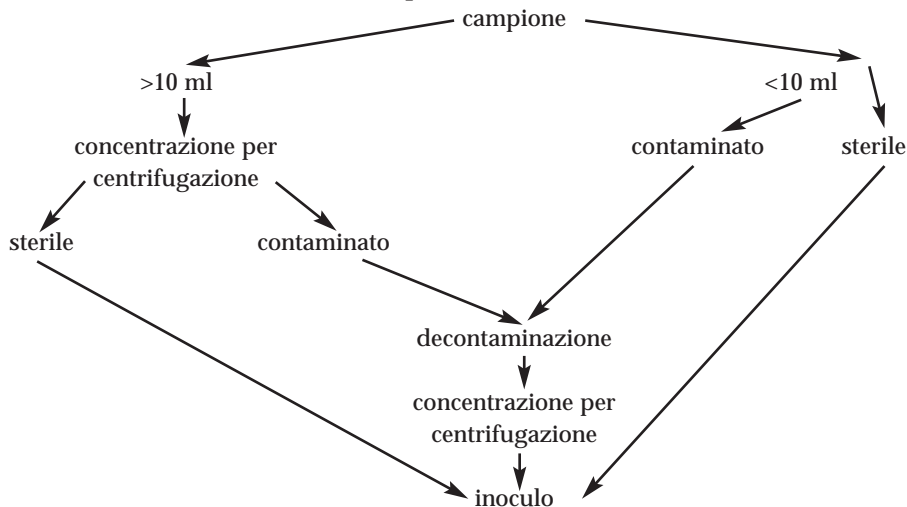 campione
>10 ml
<10 ml
concentrazione per
centrifugazione
contaminato
sterile
sterile
contaminato
decontaminazione
concentrazione per
centrifugazione
inoculo